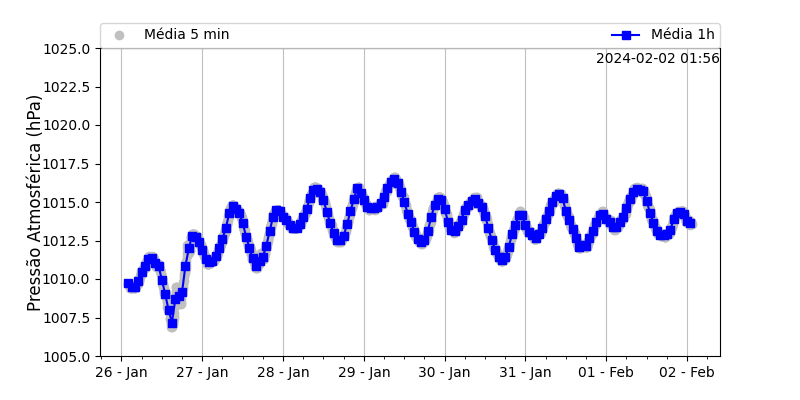 Média 5 min
Média 1h
2024-02-02 01:56
Pressão Atmosférica (hPa)
1025.0
1022.5
1020.0
1017.5
1015.0
1012.5
1010.0
1007.5
1005.0
26 - Jan
27 - Jan
28 - Jan
29 - Jan
30 - Jan
31 - Jan
01 - Feb
02 - Feb